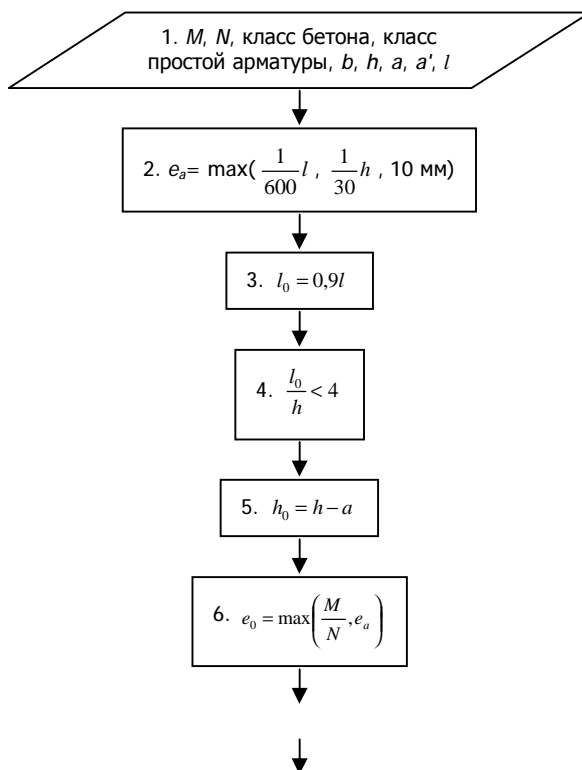 1. M, N, класс бетона, класс
простой арматуры, b, h, a, a', l
2. eₐ= max( 1/600 l , 1/30 h , 10 мм)
3. l₀ = 0,9l
4. l₀/h < 4
5. h₀ = h − a
6. e₀ = max(M/N, eₐ)